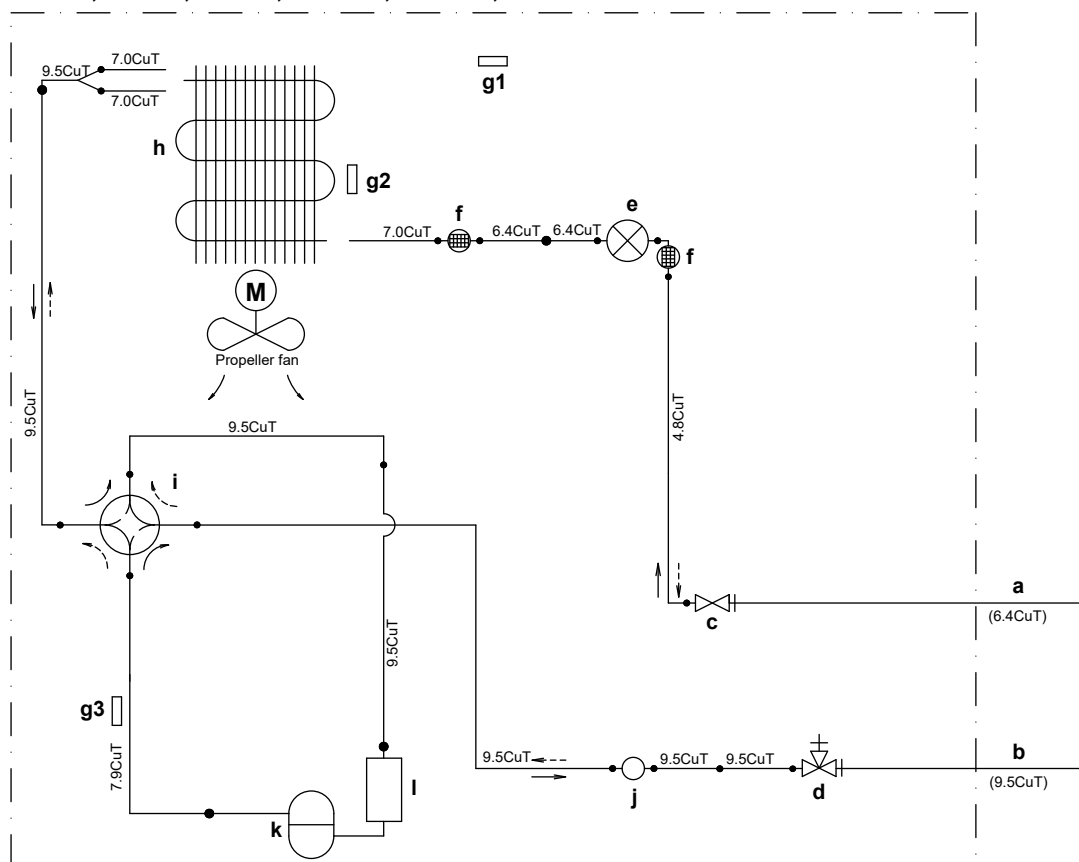 7.0CuT
9.5CuT
7.0CuT
g1
h
g2
e
f
7.0CuT
6.4CuT
6.4CuT
f
M
Propeller fan
9.5CuT
9.5CuT
4.8CuT
i
a
(6.4CuT)
c
9.5CuT
g3
7.9CuT
9.5CuT
9.5CuT
9.5CuT
b
(9.5CuT)
l
j
d
k